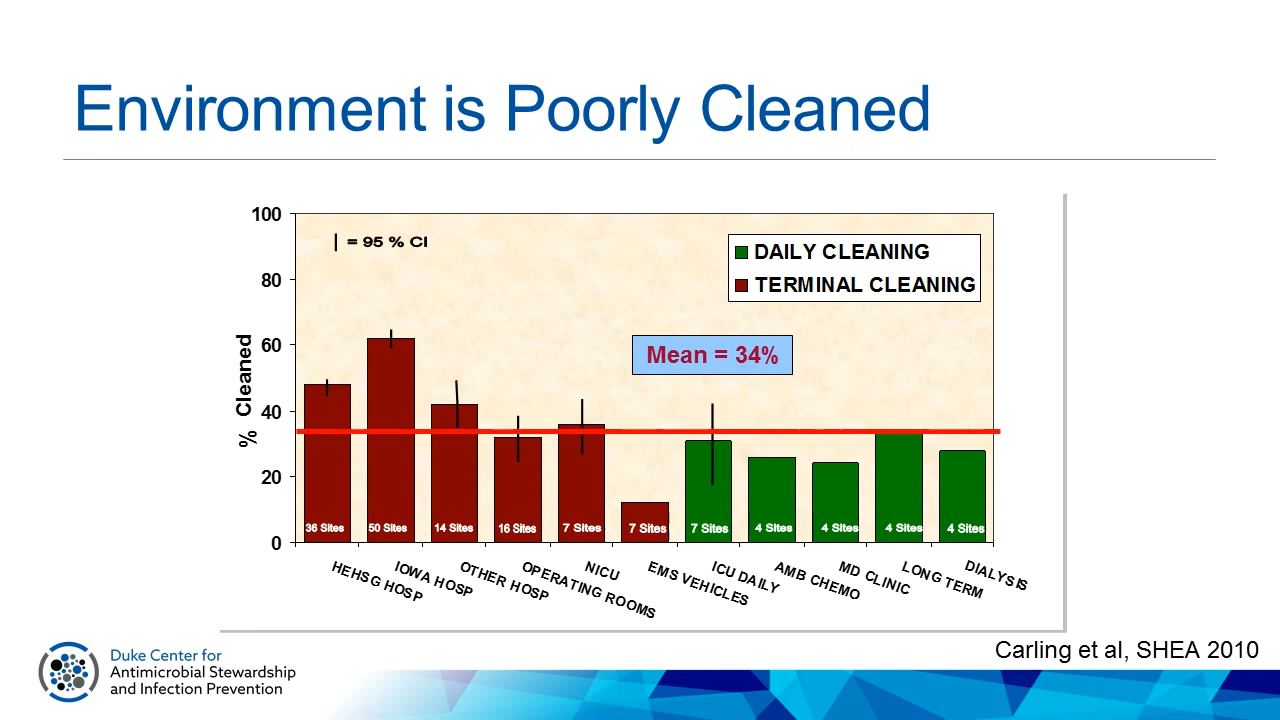 Environment is Poorly Cleaned
100
80
60
40
20
0
% Cleaned
| = 95 % CI
DAILY CLEANING
TERMINAL CLEANING
Mean = 34%
36 Sites
50 Sites
14 Sites
16 Sites
7 Sites
7 Sites
7 Sites
4 Sites
4 Sites
4 Sites
4 Sites
HEHSG HOSP
IOWA HOSP
OTHER HOSP
OPERATING ROOMS
NICU
EMS VEHICLES
ICU DAILY
AMB CHEMO
MD CLINIC
LONG TERM
DIALYSIS
Carling et al, SHEA 2010
Duke Center for
Antimicrobial Stewardship
and Infection Prevention